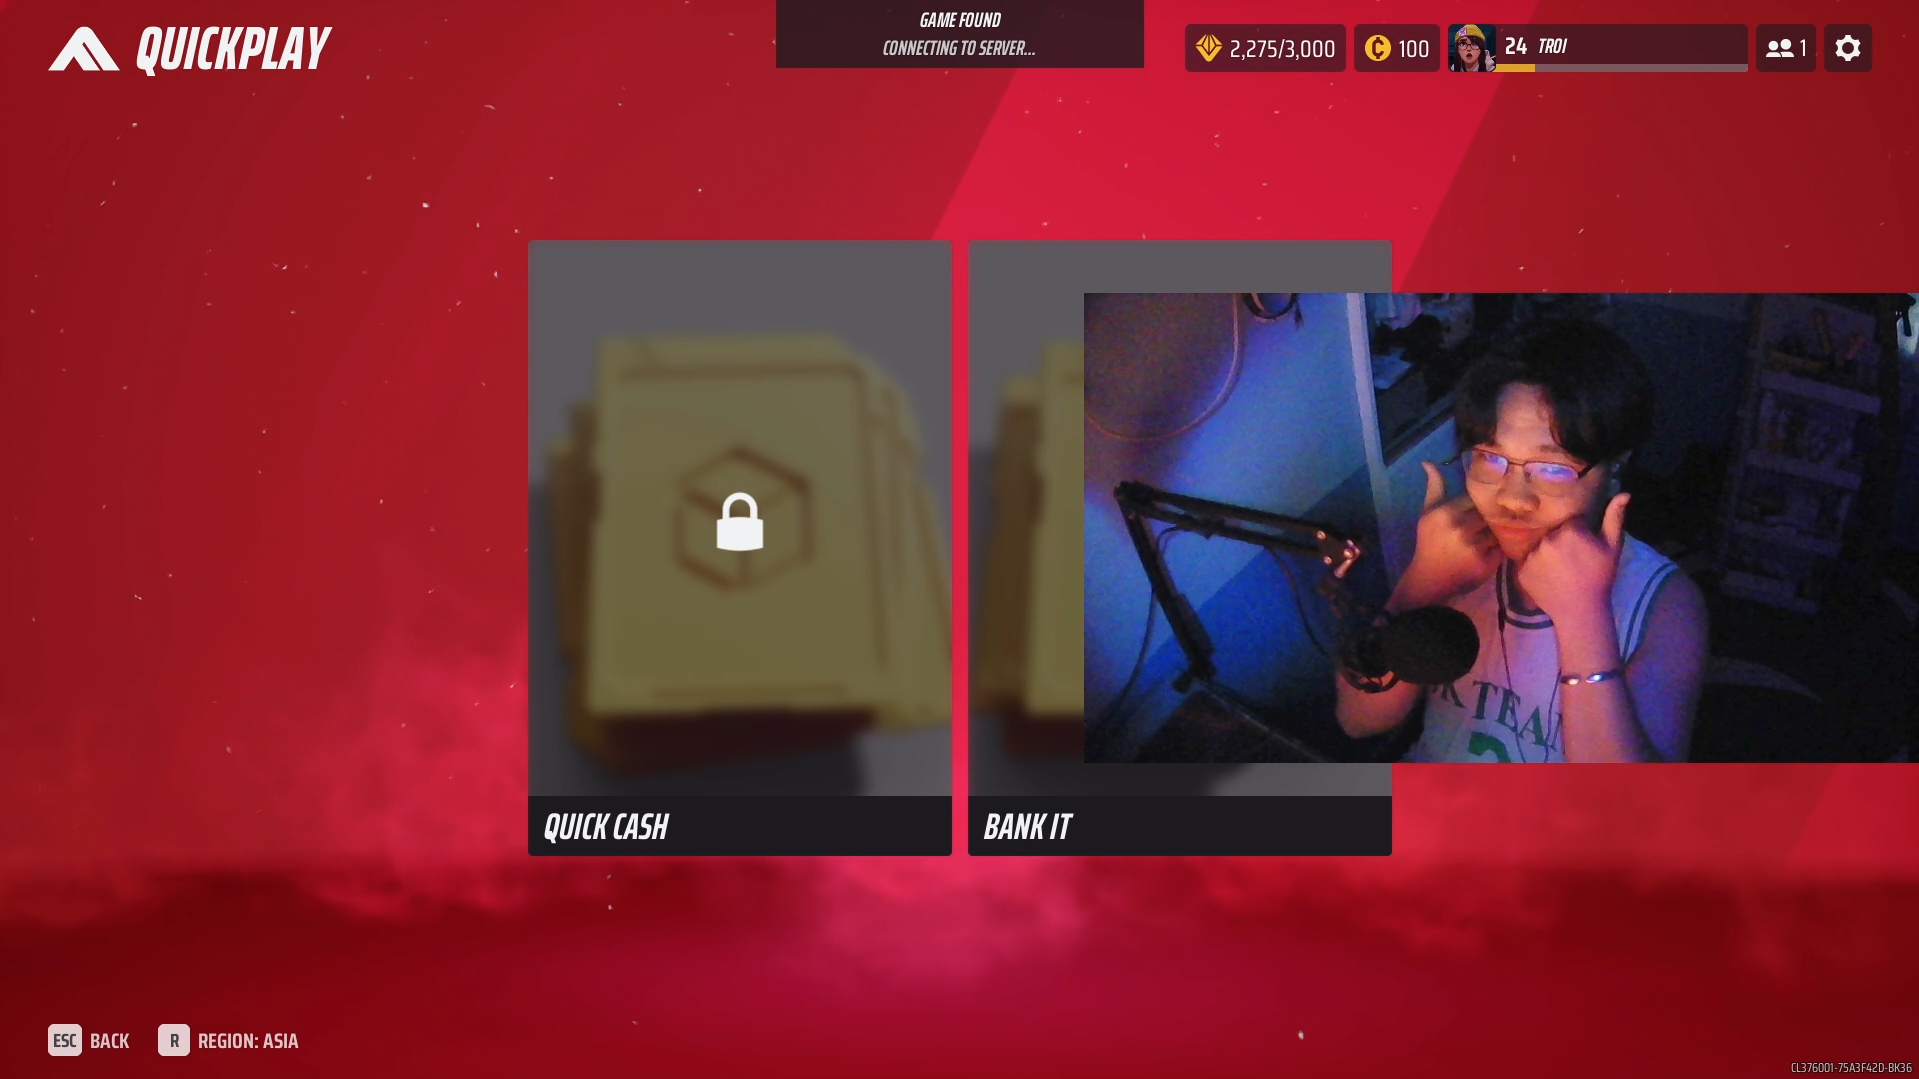 QUICKPLAY
GAME FOUND
CONNECTING TO SERVER...
2,275/3,000
100
24 TROI
1
QUICK CASH
BANK IT
TEA
ESC BACK
R REGION: ASIA
CL376001-75A3F42D-BK36